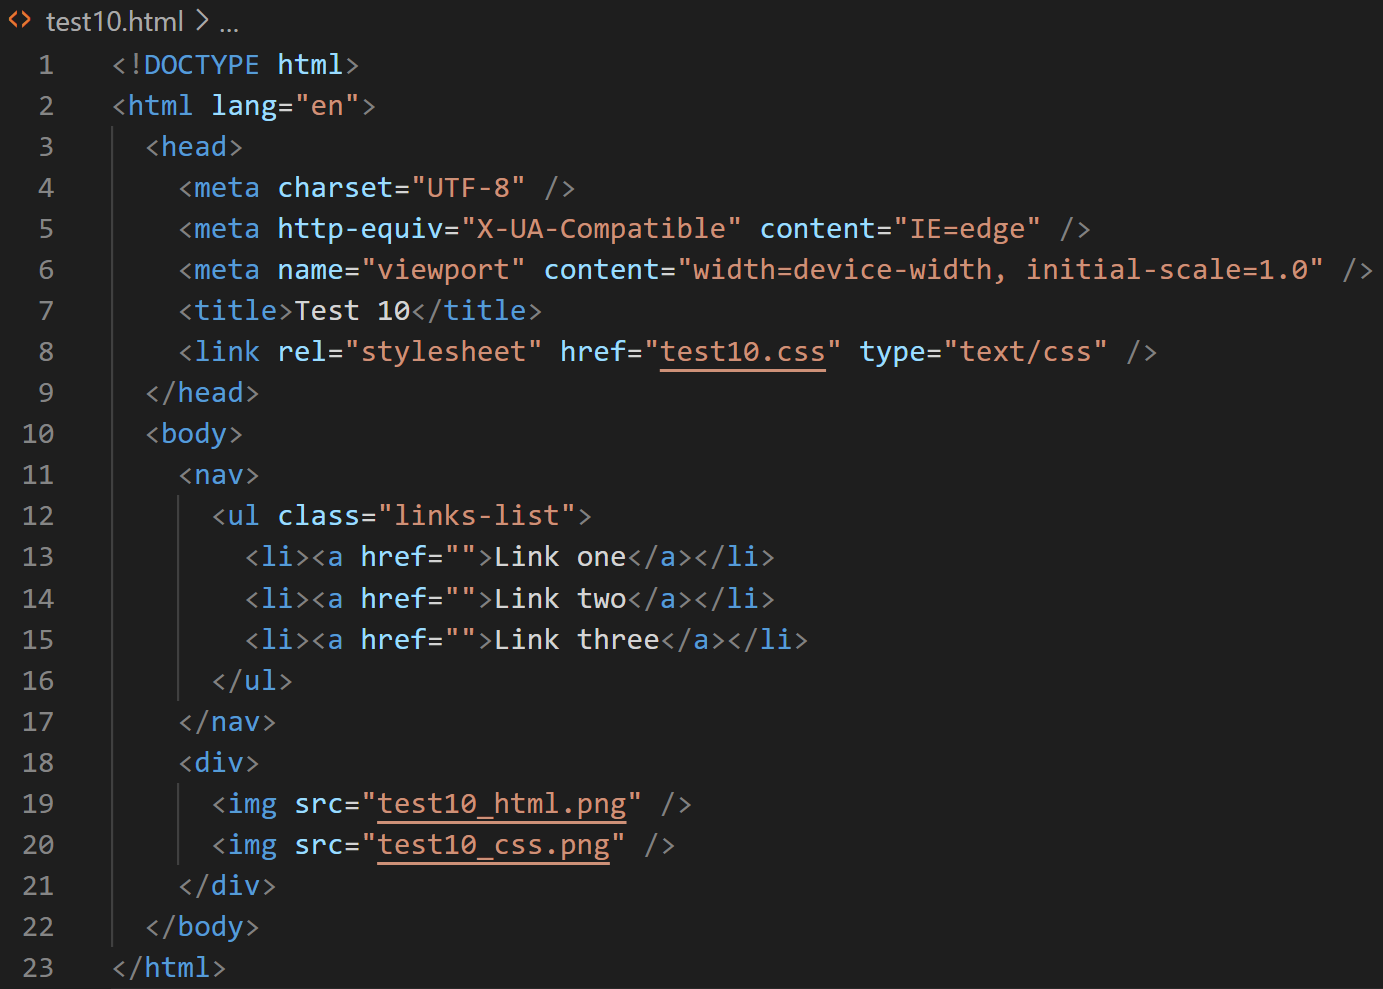 test10.html > ...
1 <!DOCTYPE html>
2 <html lang="en">
3 <head>
4 <meta charset="UTF-8" />
5 <meta http-equiv="X-UA-Compatible" content="IE=edge" />
6 <meta name="viewport" content="width=device-width, initial-scale=1.0" />
7 <title>Test 10</title>
8 <link rel="stylesheet" href="test10.css" type="text/css" />
9 </head>
10 <body>
11 <nav>
12 <ul class="links-list">
13 <li><a href="">Link one</a></li>
14 <li><a href="">Link two</a></li>
15 <li><a href="">Link three</a></li>
16 </ul>
17 </nav>
18 <div>
19 <img src="test10_html.png" />
20 <img src="test10_css.png" />
21 </div>
22 </body>
23 </html>